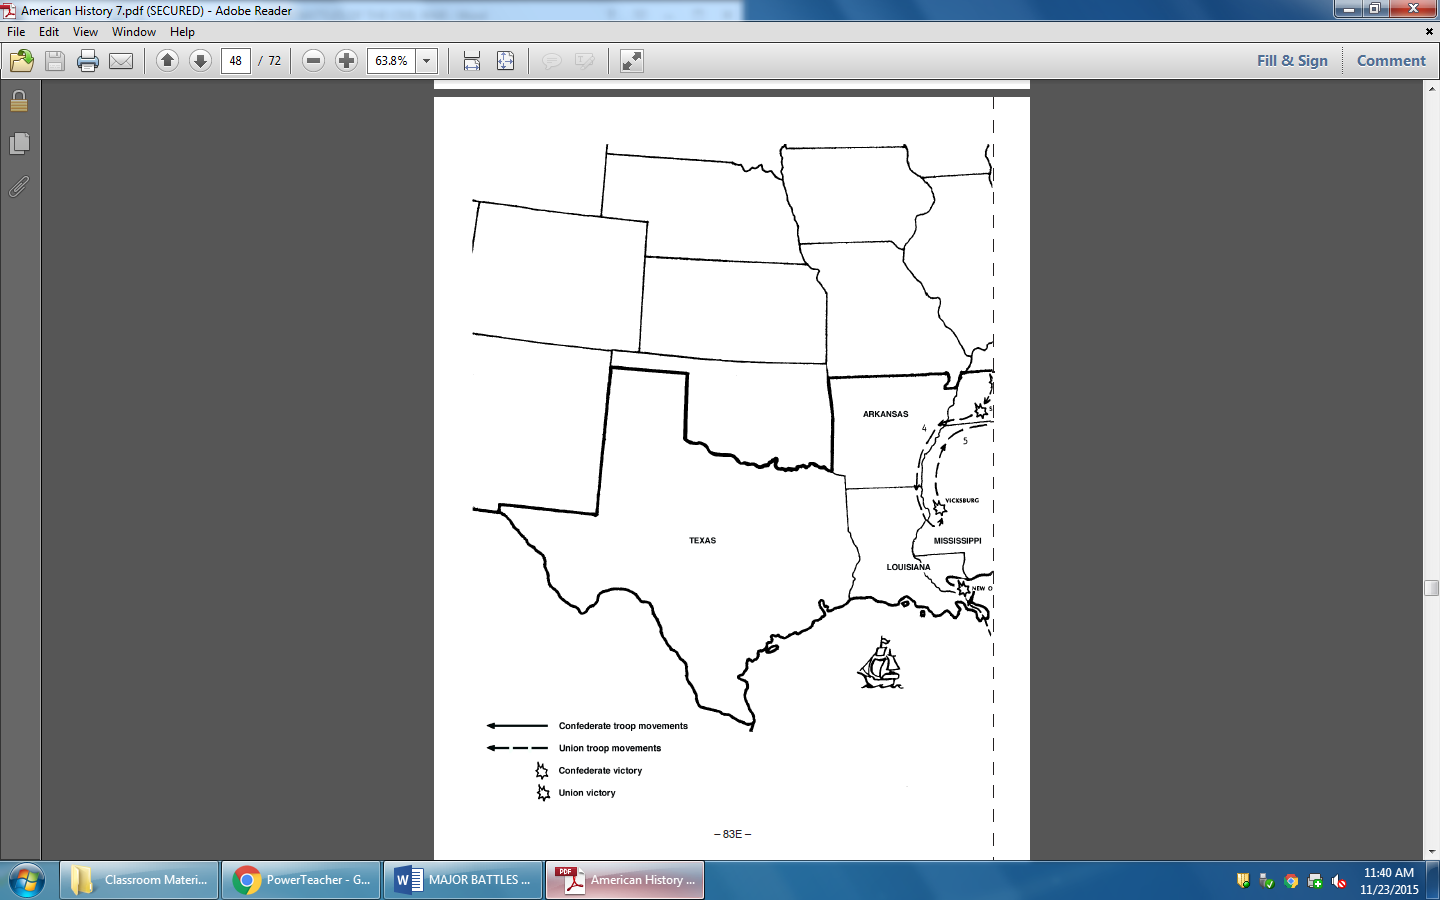 American History 7.pdf (SECURED) - Adobe Reader
File Edit View Window Help
48 / 72 63.8% Fill & Sign Comment
ARKANSAS
4
5
VICKSBURG
MISSISSIPPI
TEXAS
LOUISIANA
NEW O
Confederate troop movements
Union troop movements
Confederate victory
Union victory
– 83E –
Classroom Materi... PowerTeacher - G... MAJOR BATTLES ... American History ...
11:40 AM
11/23/2015